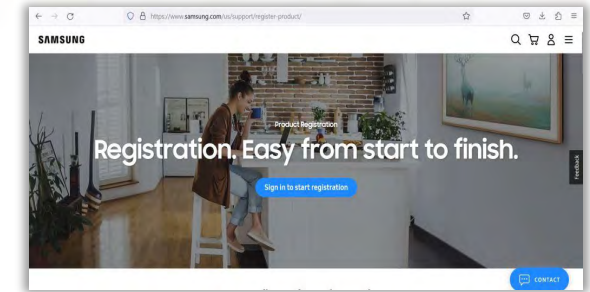 https://www.samsung.com/us/support/register-product/
SAMSUNG
Product Registration
Registration. Easy from start to finish.
Sign in to start registration
Feedback
CONTACT